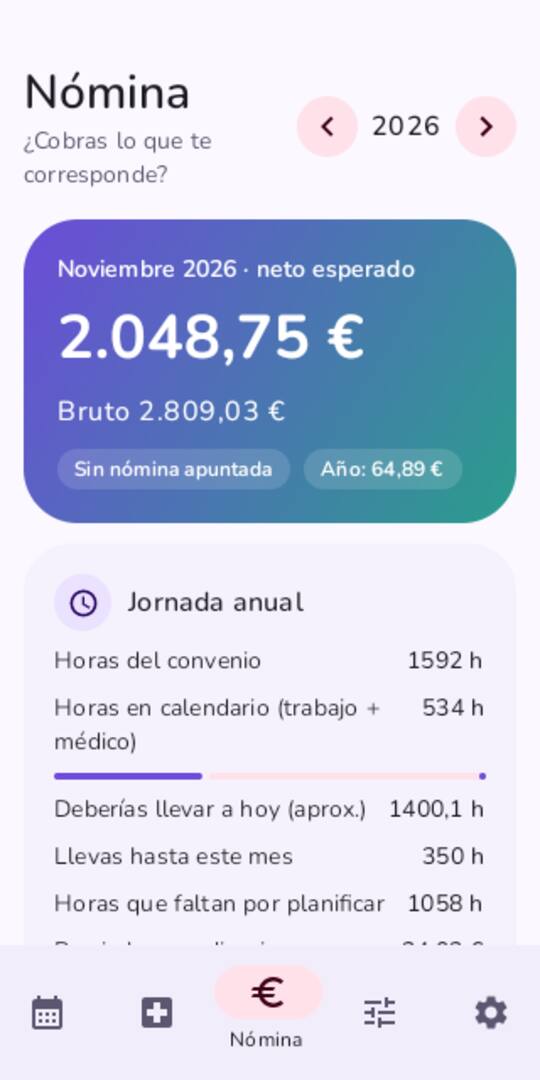 Nómina
¿Cobras lo que te
corresponde?
2026
Noviembre 2026 · neto esperado
2.048,75 €
Bruto 2.809,03 €
Sin nómina apuntada
Año: 64,89 €
Jornada anual
Horas del convenio 1592 h
Horas en calendario (trabajo + 534 h
médico)
Deberías llevar a hoy (aprox.) 1400,1 h
Llevas hasta este mes 350 h
Horas que faltan por planificar 1058 h
€
Nómina